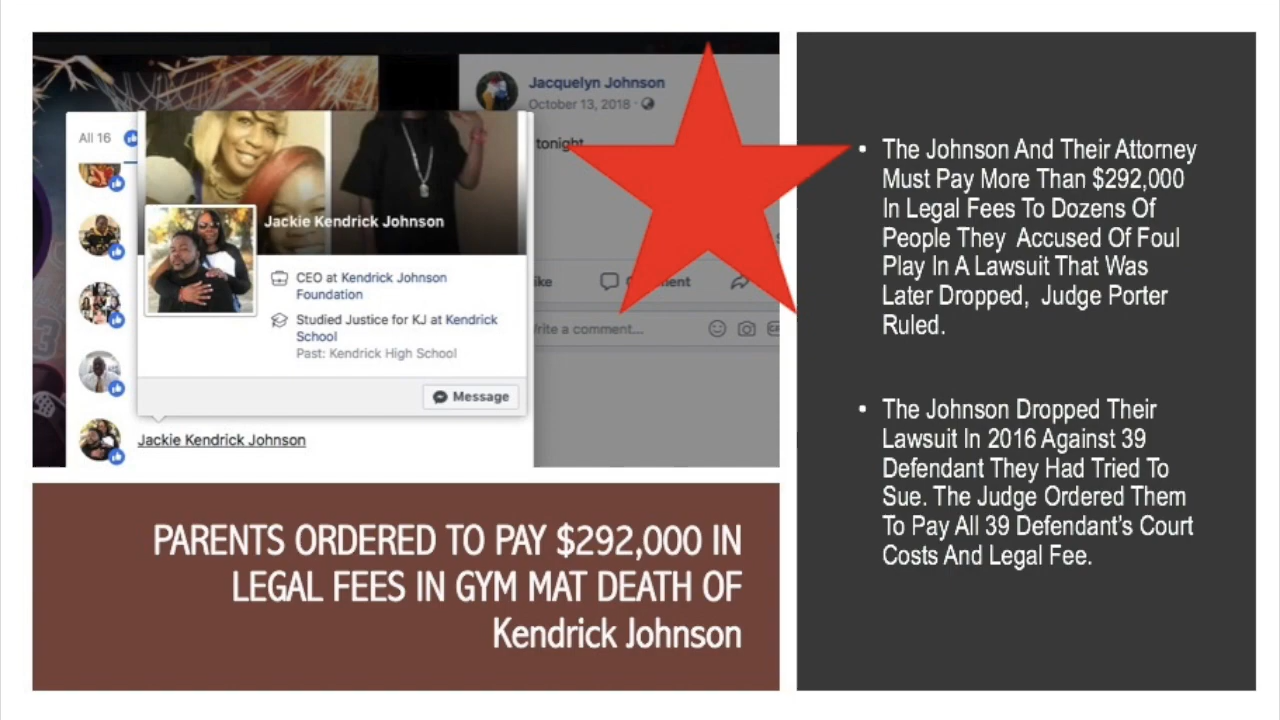 Jacquelyn Johnson
October 13, 2018
All 16
tonight
Jackie Kendrick Johnson
CEO at Kendrick Johnson
Foundation
Studied Justice for KJ at Kendrick
School
Past: Kendrick High School
Message
Write a comment...
Jackie Kendrick Johnson
PARENTS ORDERED TO PAY $292,000 IN
LEGAL FEES IN GYM MAT DEATH OF
Kendrick Johnson
• The Johnson And Their Attorney
Must Pay More Than $292,000
In Legal Fees To Dozens Of
People They Accused Of Foul
Play In A Lawsuit That Was
Later Dropped, Judge Porter
Ruled.
• The Johnson Dropped Their
Lawsuit In 2016 Against 39
Defendant They Had Tried To
Sue. The Judge Ordered Them
To Pay All 39 Defendant's Court
Costs And Legal Fee.